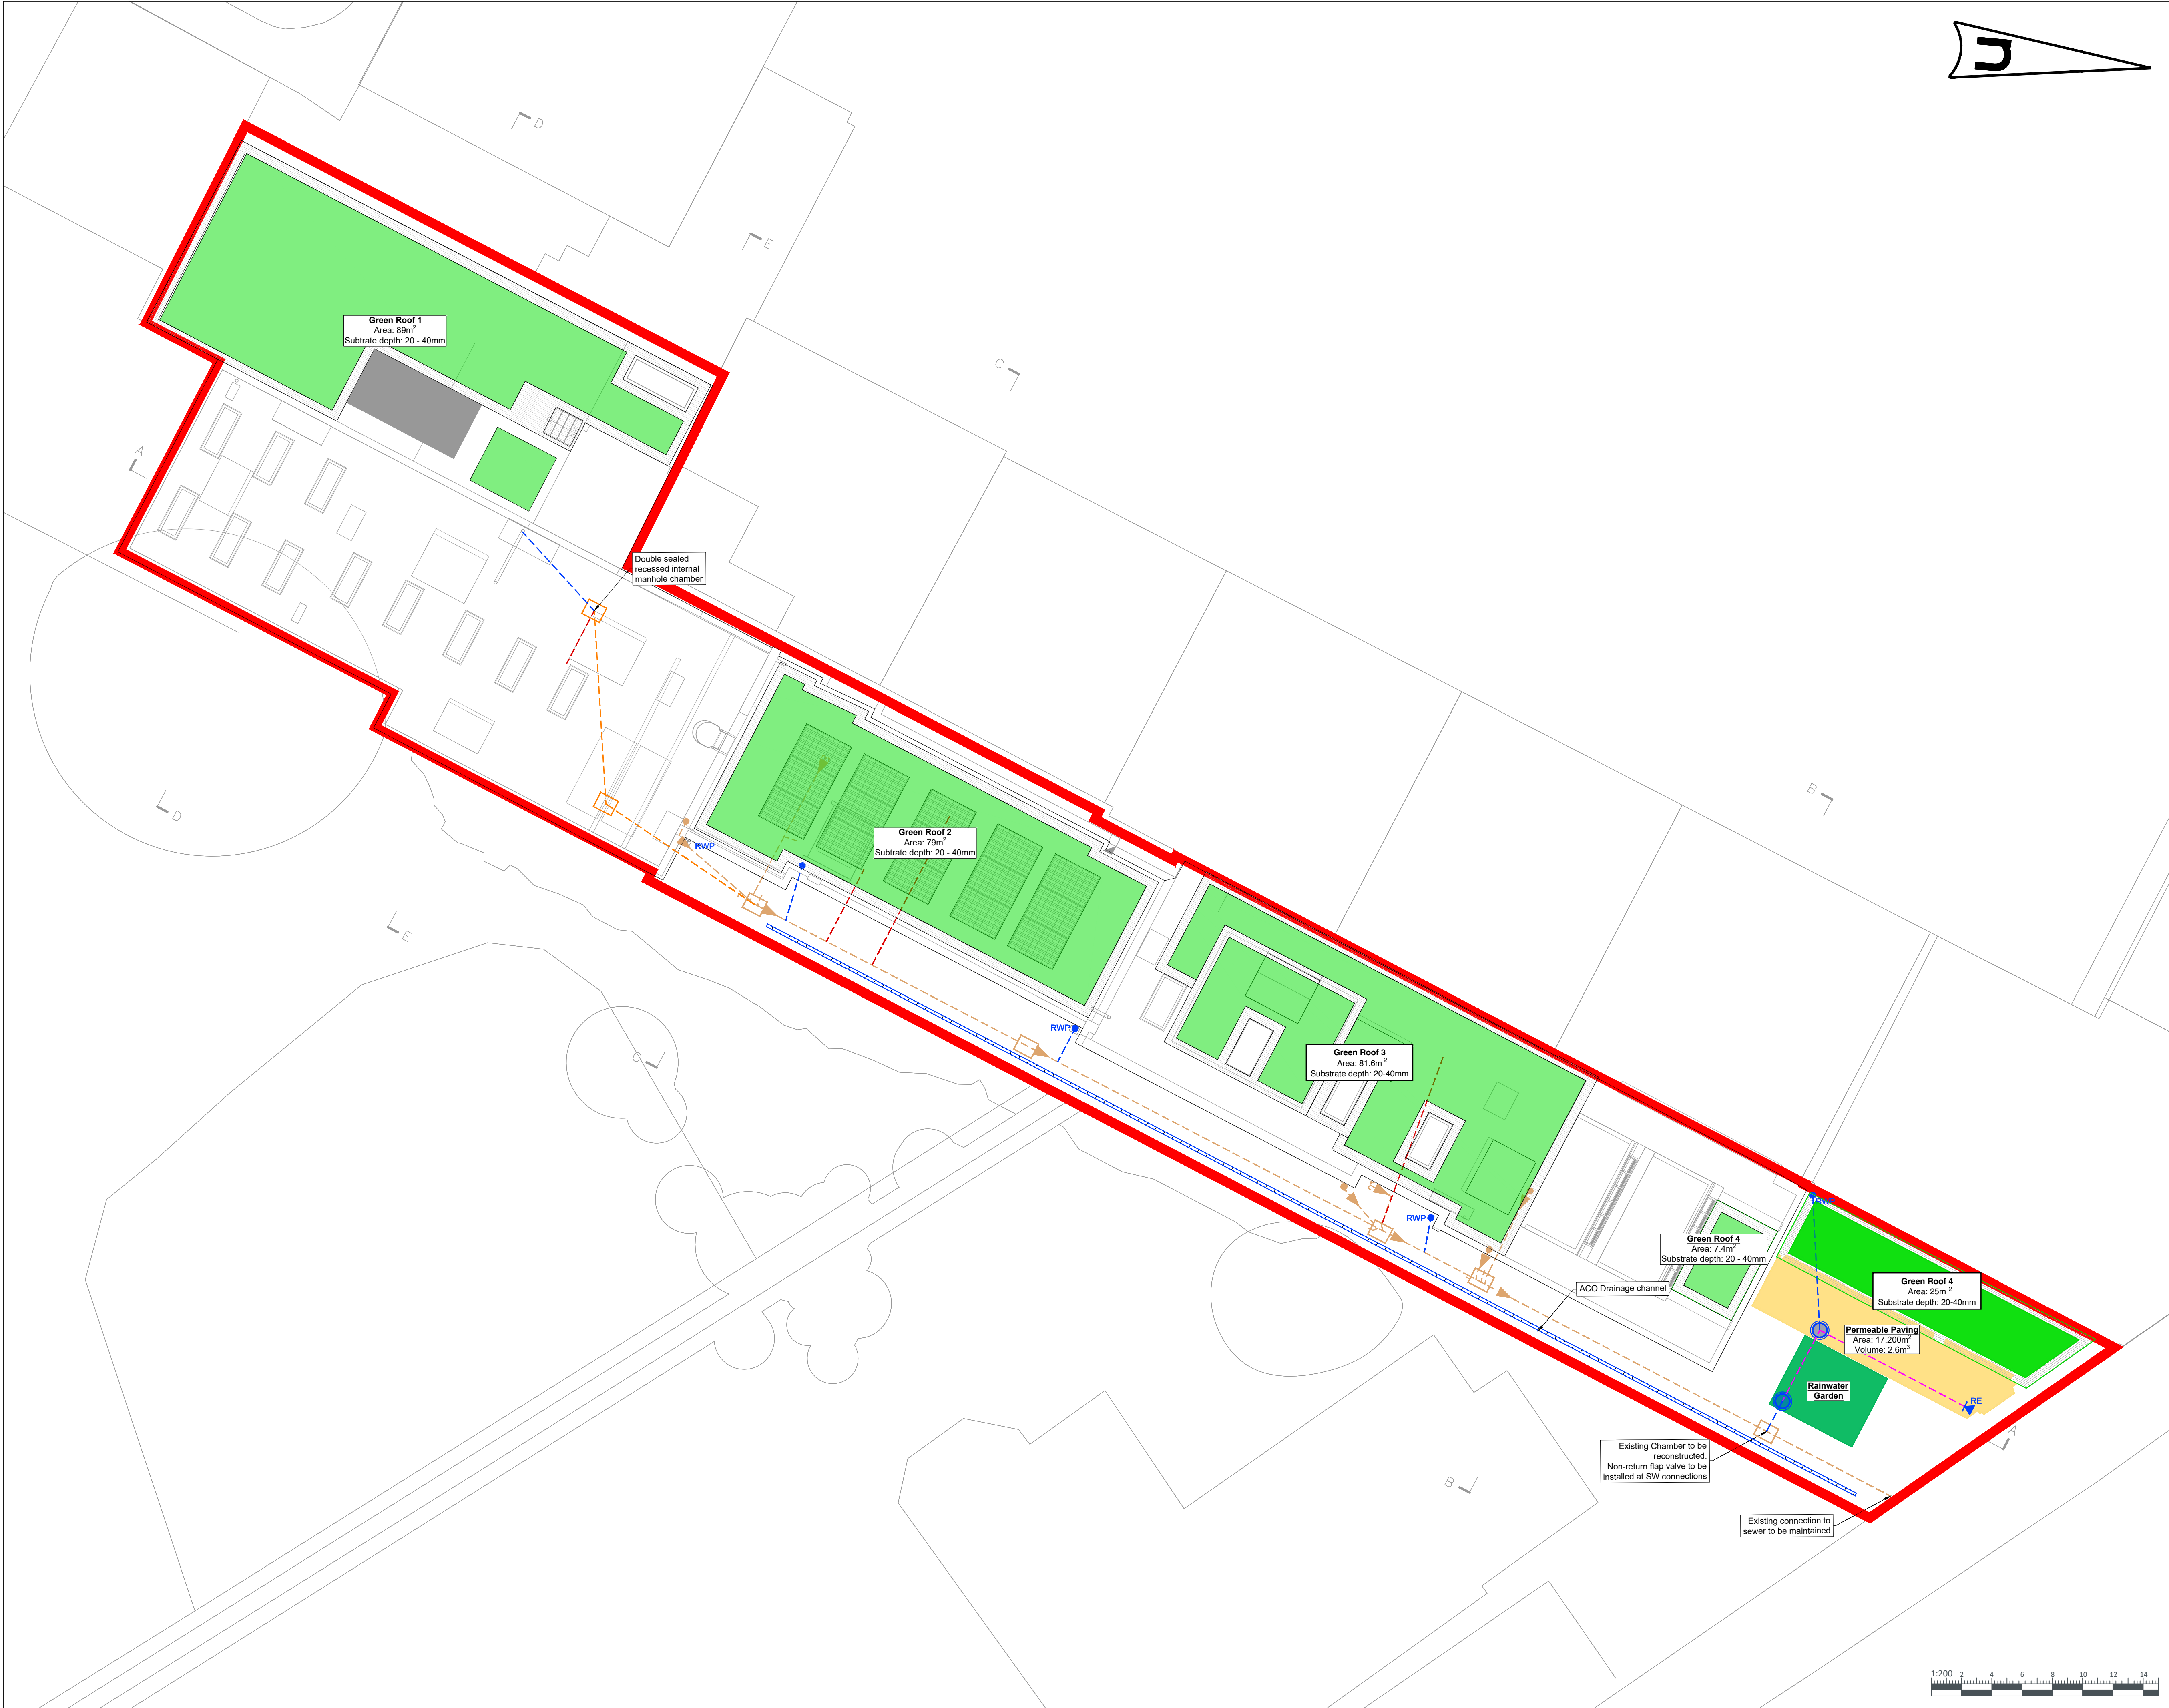 n
D
E
C
Green Roof 1
Area: 89m²
Subtrate depth: 20 - 40mm
A
Double sealed
recessed internal
manhole chamber
B
D
Green Roof 2
Area: 79m²
Subtrate depth: 20 - 40mm
RWP
E
RWP
C
Green Roof 3
Area: 81.6m²
Substrate depth: 20-40mm
RWP
RWP
Green Roof 4
Area: 7.4m²
Substrate depth: 20 - 40mm
ACO Drainage channel
Green Roof 4
Area: 25m²
Substrate depth: 20-40mm
Permeable Paving
Area: 17.200m²
Volume: 2.6m³
Rainwater
Garden
RE
A
Existing Chamber to be
reconstructed.
Non-return flap valve to be
installed at SW connections
B
Existing connection to
sewer to be maintained
1:200 2 4 6 8 10 12 14